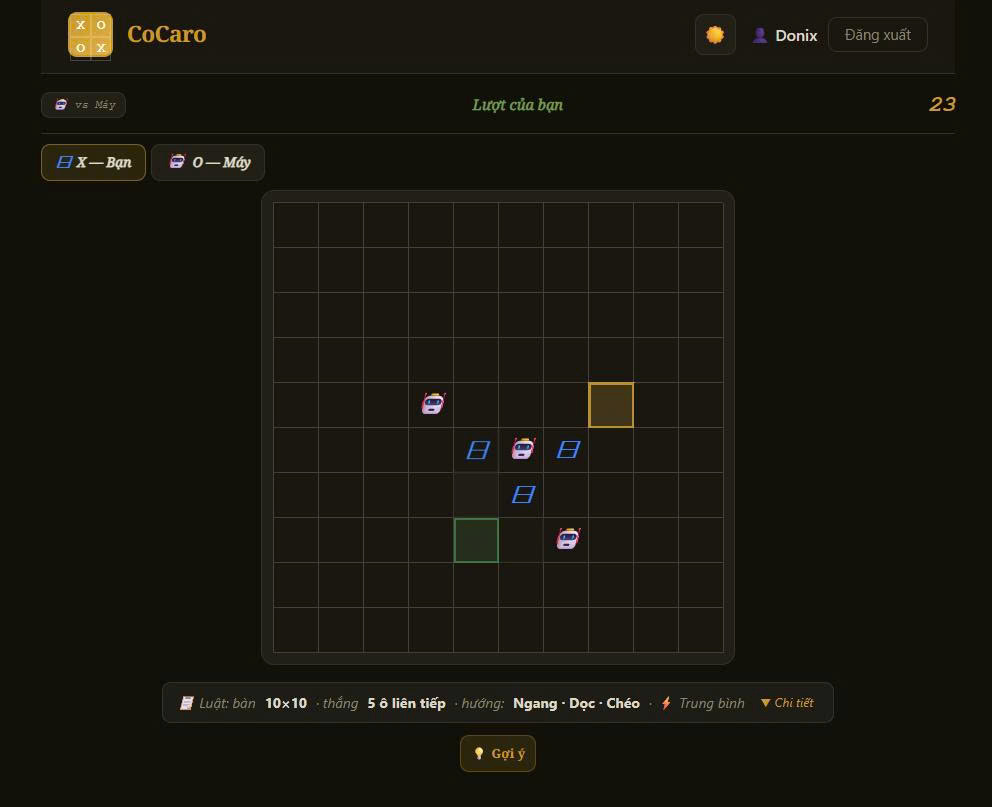 X O
O X
CoCaro
Donix
Đăng xuất
vs Máy
Lượt của bạn
23
X — Bạn
O — Máy
Luật: bàn 10×10 · thắng 5 ô liên tiếp · hướng: Ngang · Dọc · Chéo · Trung bình ▼ Chi tiết
Gợi ý